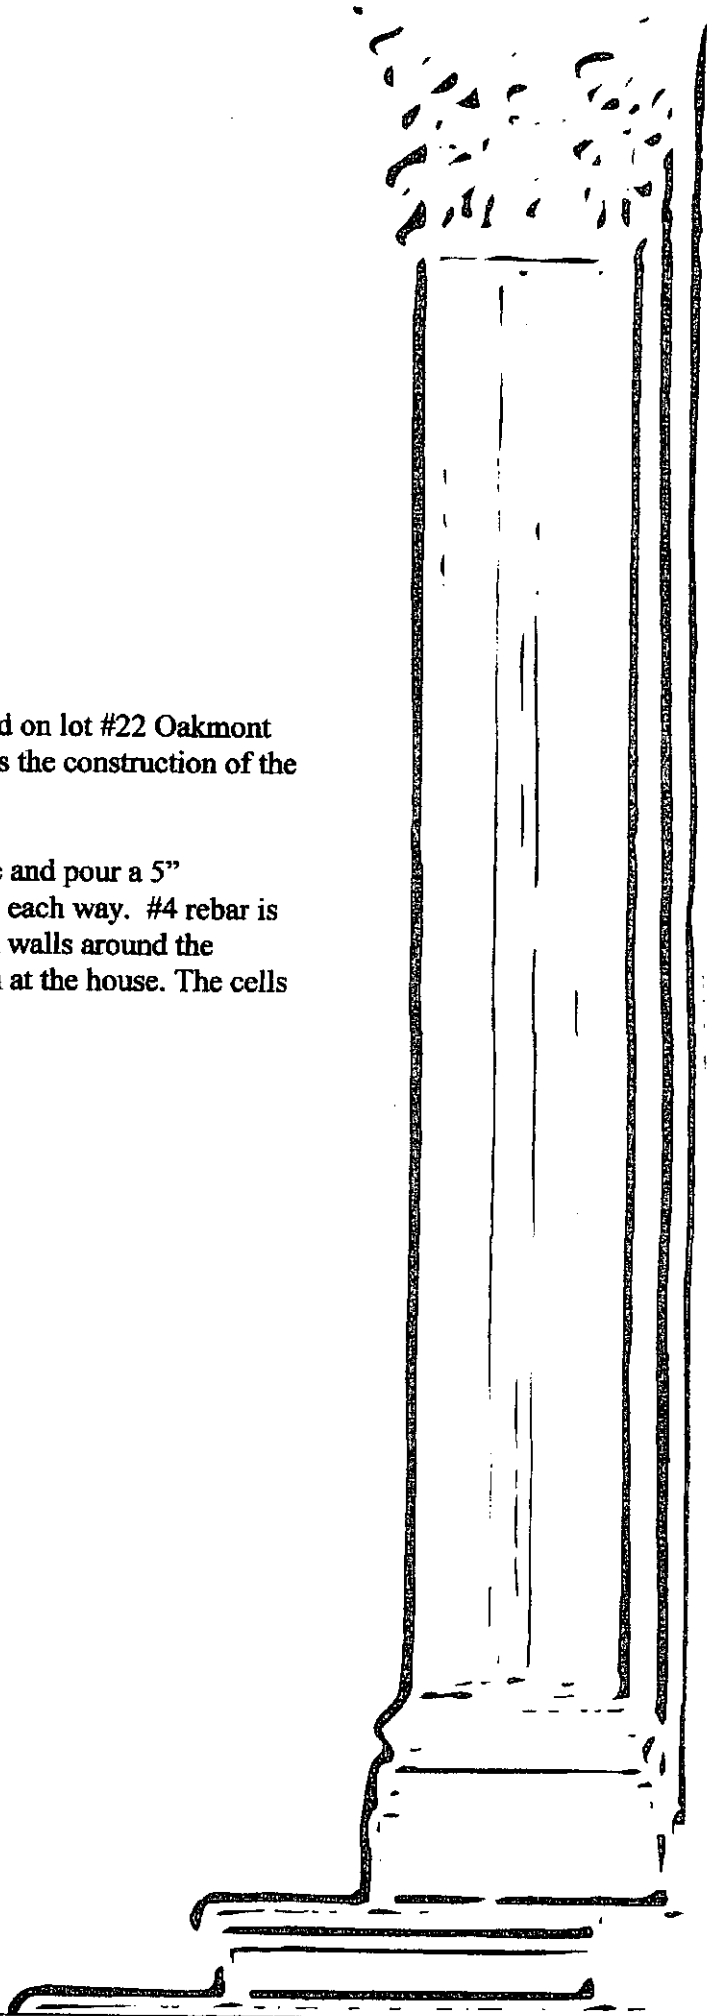 d on lot #22 Oakmont
s the construction of the
and pour a 5”
each way. #4 rebar is
walls around the
at the house. The cells